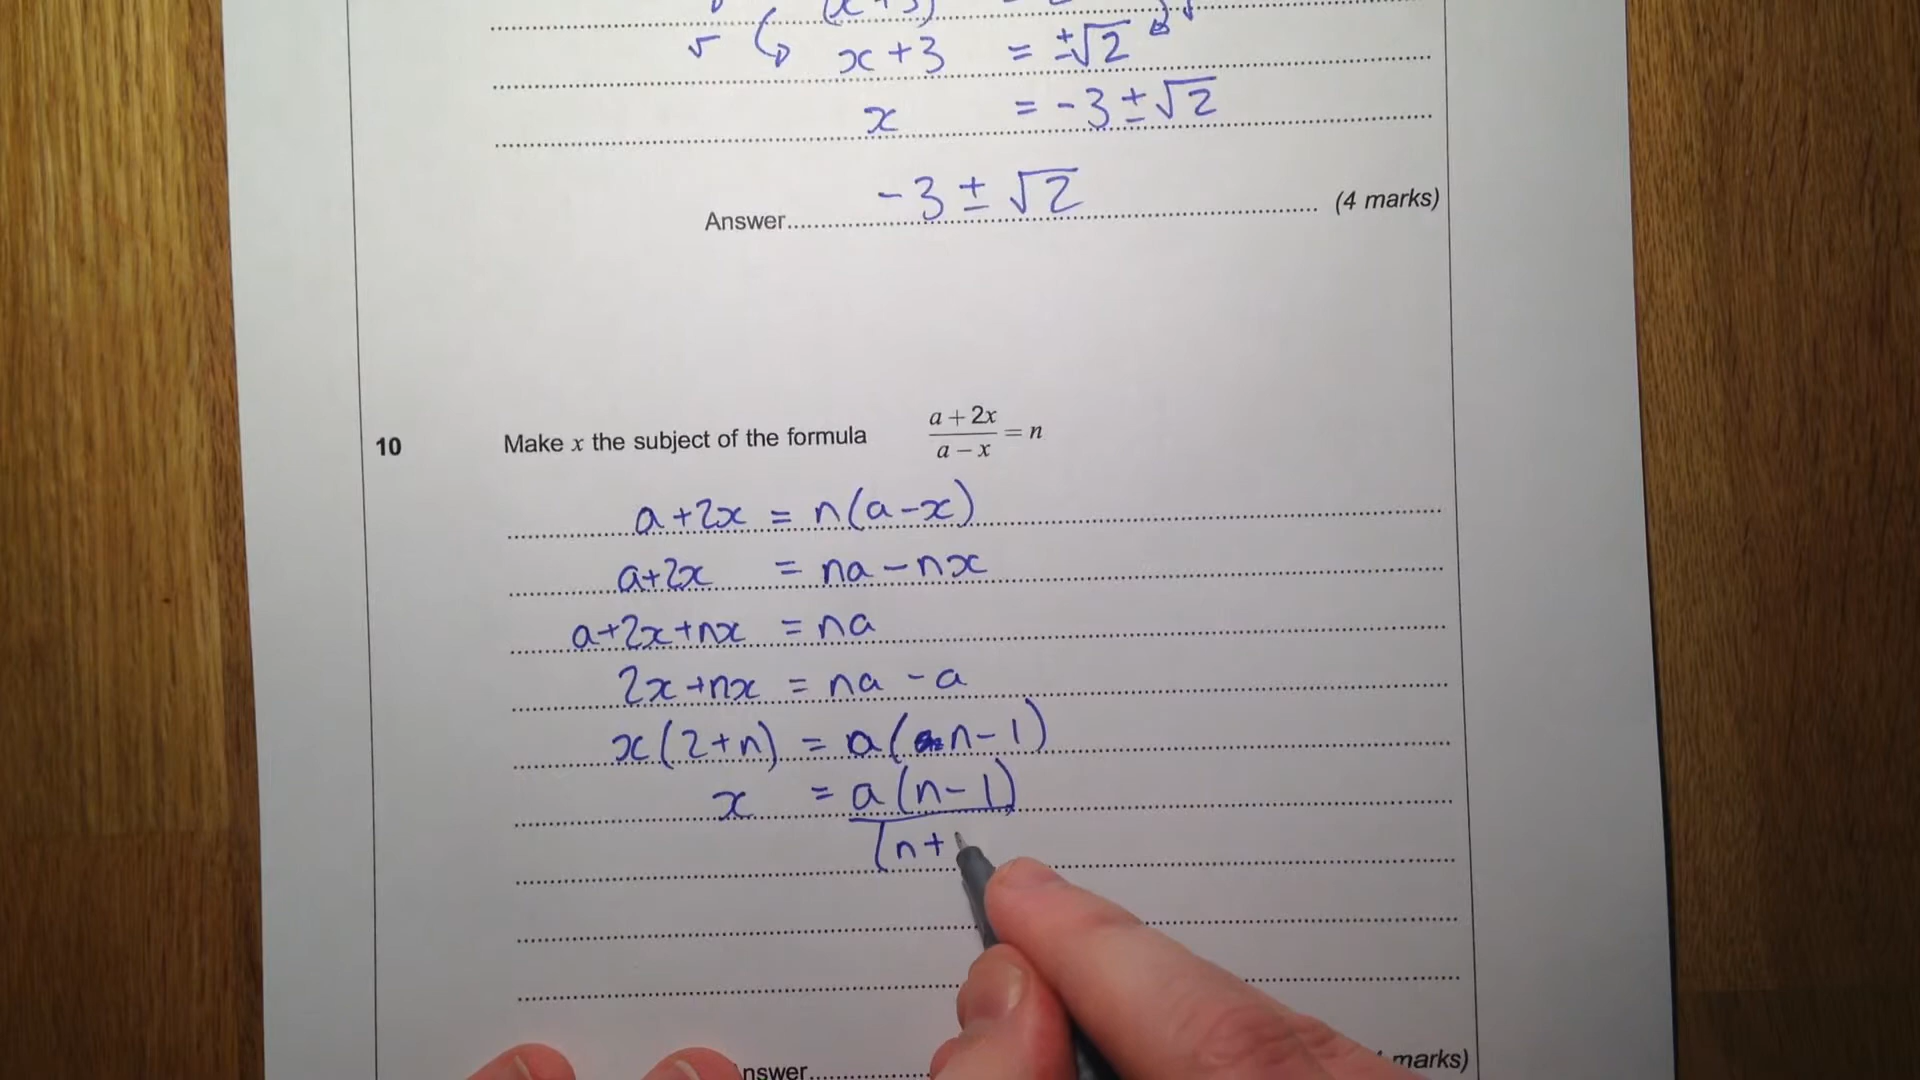 (x+3)
√ x+3 = ±√2
x = -3 ± √2
Answer -3 ± √2 (4 marks)
10 Make x the subject of the formula (a + 2x)/(a − x) = n
a+2x = n(a-x)
a+2x = na-nx
a+2x+nx = na
2x+nx = na - a
x(2+n) = a(n-1)
x = a(n-1)
(n+
nswer marks)